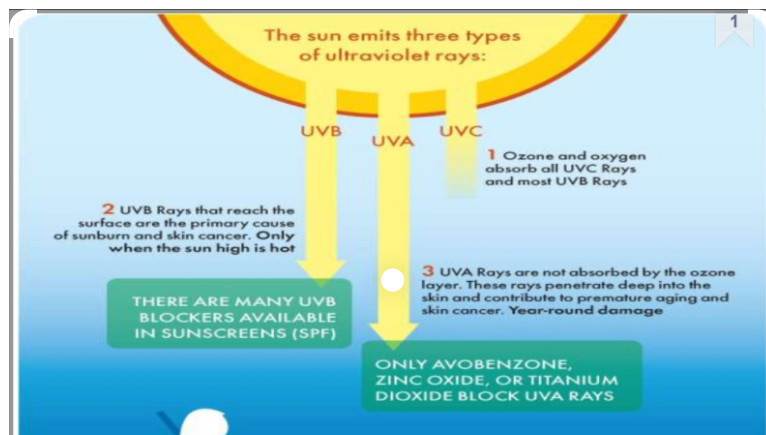 1
The sun emits three types
of ultraviolet rays:
UVB
UVA
UVC
1 Ozone and oxygen
absorb all UVC Rays
and most UVB Rays
2 UVB Rays that reach the
surface are the primary cause
of sunburn and skin cancer. Only
when the sun high is hot
3 UVA Rays are not absorbed by the ozone
layer. These rays penetrate deep into the
skin and contribute to premature aging and
skin cancer. Year-round damage
THERE ARE MANY UVB
BLOCKERS AVAILABLE
IN SUNSCREENS (SPF)
ONLY AVOBENZONE,
ZINC OXIDE, OR TITANIUM
DIOXIDE BLOCK UVA RAYS